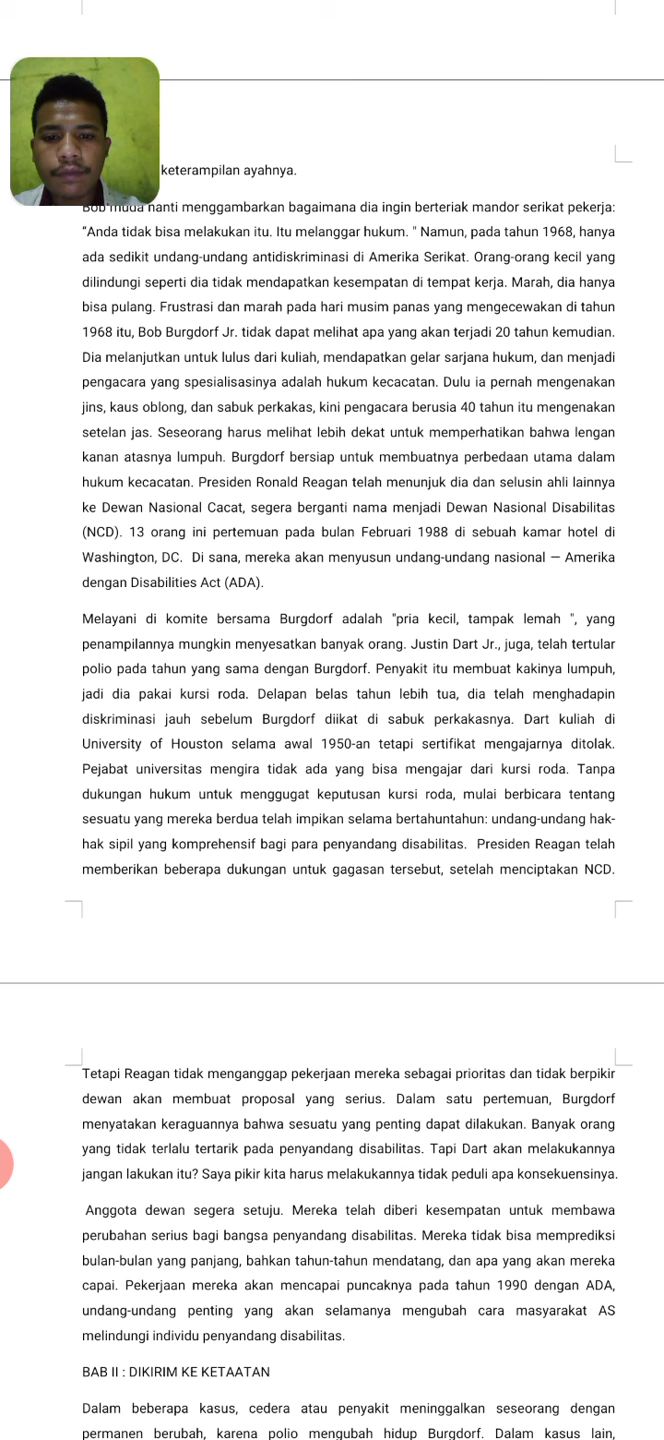 keterampilan ayahnya.
Bob muda nanti menggambarkan bagaimana dia ingin berteriak mandor serikat pekerja:
“Anda tidak bisa melakukan itu. Itu melanggar hukum. " Namun, pada tahun 1968, hanya
ada sedikit undang-undang antidiskriminasi di Amerika Serikat. Orang-orang kecil yang
dilindungi seperti dia tidak mendapatkan kesempatan di tempat kerja. Marah, dia hanya
bisa pulang. Frustrasi dan marah pada hari musim panas yang mengecewakan di tahun
1968 itu, Bob Burgdorf Jr. tidak dapat melihat apa yang akan terjadi 20 tahun kemudian.
Dia melanjutkan untuk lulus dari kuliah, mendapatkan gelar sarjana hukum, dan menjadi
pengacara yang spesialisasinya adalah hukum kecacatan. Dulu ia pernah mengenakan
jins, kaus oblong, dan sabuk perkakas, kini pengacara berusia 40 tahun itu mengenakan
setelan jas. Seseorang harus melihat lebih dekat untuk memperhatikan bahwa lengan
kanan atasnya lumpuh. Burgdorf bersiap untuk membuatnya perbedaan utama dalam
hukum kecacatan. Presiden Ronald Reagan telah menunjuk dia dan selusin ahli lainnya
ke Dewan Nasional Cacat, segera berganti nama menjadi Dewan Nasional Disabilitas
(NCD). 13 orang ini pertemuan pada bulan Februari 1988 di sebuah kamar hotel di
Washington, DC.  Di sana, mereka akan menyusun undang-undang nasional — Amerika
dengan Disabilities Act (ADA).
Melayani di komite bersama Burgdorf adalah "pria kecil, tampak lemah ", yang
penampilannya mungkin menyesatkan banyak orang. Justin Dart Jr., juga, telah tertular
polio pada tahun yang sama dengan Burgdorf. Penyakit itu membuat kakinya lumpuh,
jadi dia pakai kursi roda. Delapan belas tahun lebih tua, dia telah menghadapin
diskriminasi jauh sebelum Burgdorf diikat di sabuk perkakasnya. Dart kuliah di
University of Houston selama awal 1950-an tetapi sertifikat mengajarnya ditolak.
Pejabat universitas mengira tidak ada yang bisa mengajar dari kursi roda. Tanpa
dukungan hukum untuk menggugat keputusan kursi roda, mulai berbicara tentang
sesuatu yang mereka berdua telah impikan selama bertahuntahun: undang-undang hak-
hak sipil yang komprehensif bagi para penyandang disabilitas.  Presiden Reagan telah
memberikan beberapa dukungan untuk gagasan tersebut, setelah menciptakan NCD.
Tetapi Reagan tidak menganggap pekerjaan mereka sebagai prioritas dan tidak berpikir
dewan akan membuat proposal yang serius. Dalam satu pertemuan, Burgdorf
menyatakan keraguannya bahwa sesuatu yang penting dapat dilakukan. Banyak orang
yang tidak terlalu tertarik pada penyandang disabilitas. Tapi Dart akan melakukannya
jangan lakukan itu? Saya pikir kita harus melakukannya tidak peduli apa konsekuensinya.
Anggota dewan segera setuju. Mereka telah diberi kesempatan untuk membawa
perubahan serius bagi bangsa penyandang disabilitas. Mereka tidak bisa memprediksi
bulan-bulan yang panjang, bahkan tahun-tahun mendatang, dan apa yang akan mereka
capai. Pekerjaan mereka akan mencapai puncaknya pada tahun 1990 dengan ADA,
undang-undang penting yang akan selamanya mengubah cara masyarakat AS
melindungi individu penyandang disabilitas.
BAB II : DIKIRIM KE KETAATAN
Dalam beberapa kasus, cedera atau penyakit meninggalkan seseorang dengan
permanen berubah, karena polio mengubah hidup Burgdorf. Dalam kasus lain,